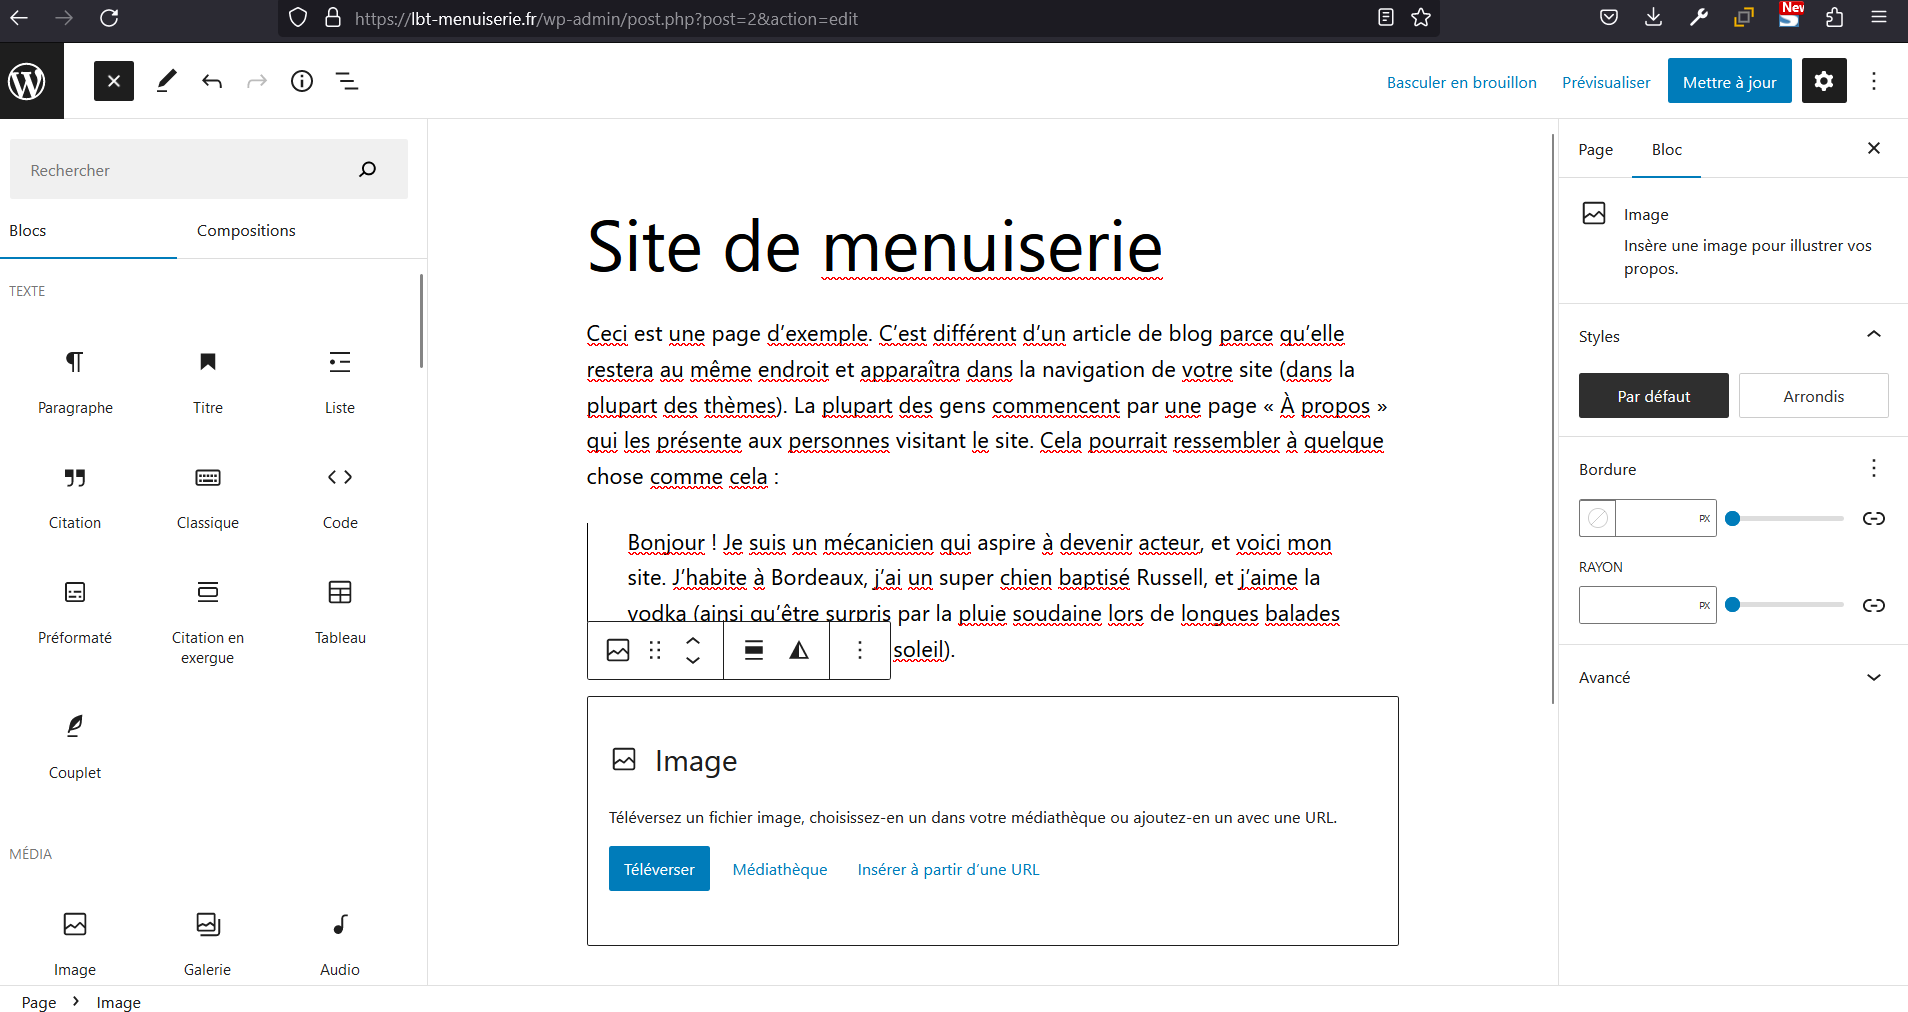 https://lbt-menuiserie.fr/wp-admin/post.php?post=2&action=edit
New
Basculer en brouillon
Prévisualiser
Mettre à jour
Rechercher
Blocs
Compositions
TEXTE
Paragraphe
Titre
Liste
Citation
Classique
Code
Préformaté
Citation en
exergue
Tableau
Couplet
MÉDIA
Image
Galerie
Audio
Site de menuiserie
Ceci est une page d’exemple. C’est différent d’un article de blog parce qu’elle
restera au même endroit et apparaîtra dans la navigation de votre site (dans la
plupart des thèmes). La plupart des gens commencent par une page « À propos »
qui les présente aux personnes visitant le site. Cela pourrait ressembler à quelque
chose comme cela :
Bonjour ! Je suis un mécanicien qui aspire à devenir acteur, et voici mon
site. J’habite à Bordeaux, j’ai un super chien baptisé Russell, et j’aime la
vodka (ainsi qu’être surpris par la pluie soudaine lors de longues balades
soleil).
Image
Téléversez un fichier image, choisissez-en un dans votre médiathèque ou ajoutez-en un avec une URL.
Téléverser
Médiathèque
Insérer à partir d’une URL
Page
Bloc
Image
Insère une image pour illustrer vos
propos.
Styles
Par défaut
Arrondis
Bordure
PX
RAYON
PX
Avancé
Page
Image